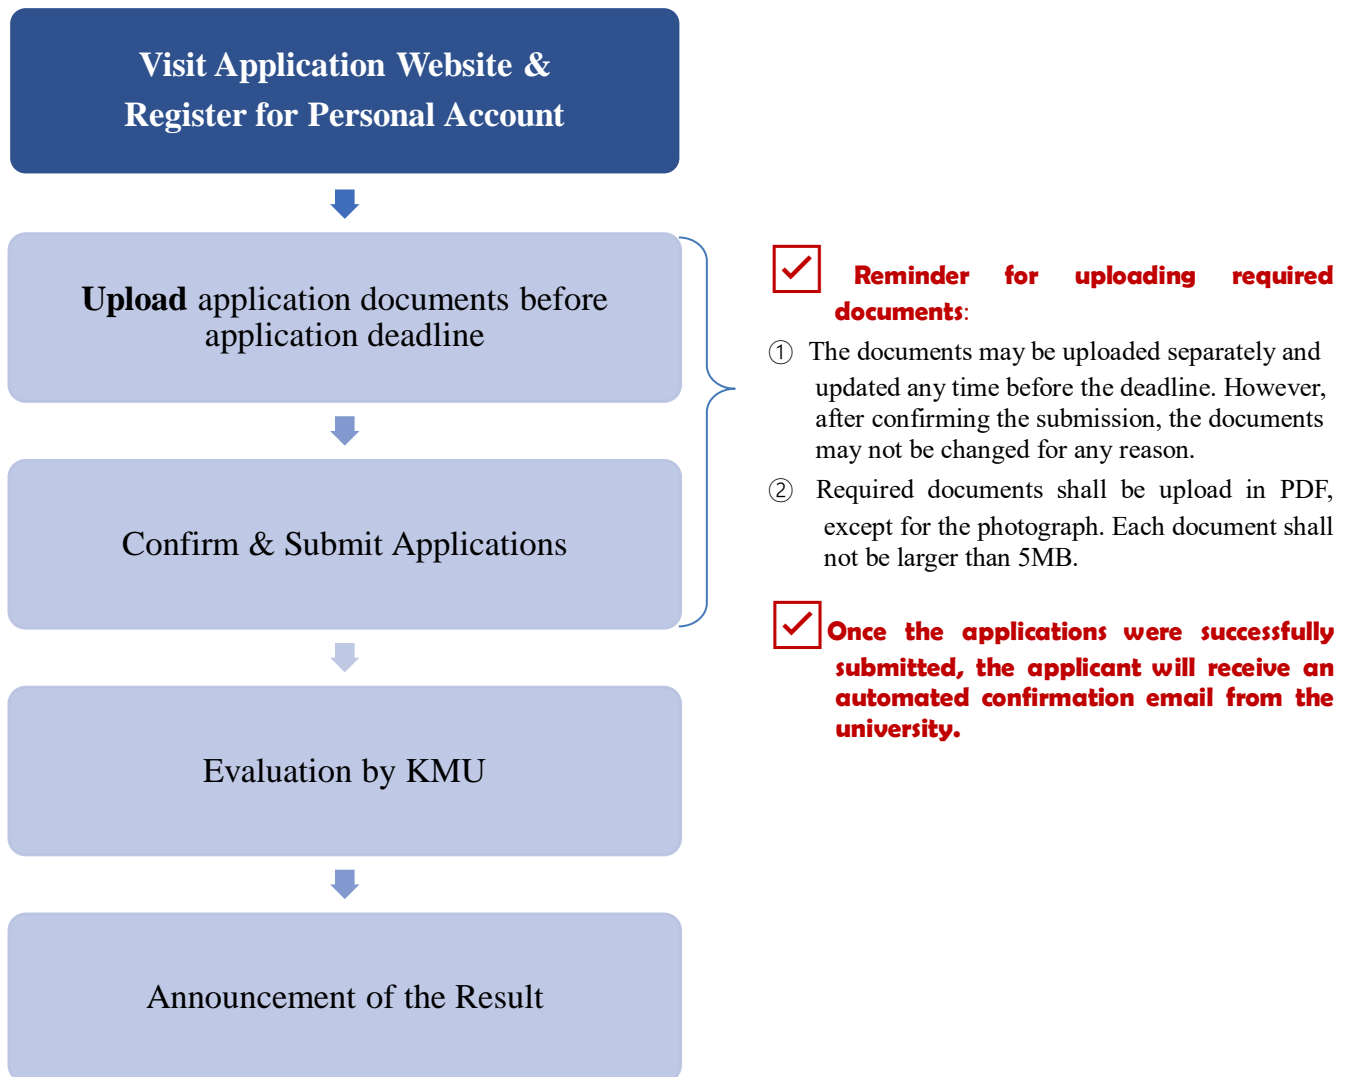 Visit Application Website &
Register for Personal Account
Upload application documents before
application deadline
Confirm & Submit Applications
Evaluation by KMU
Announcement of the Result
Reminder for uploading required
documents:
① The documents may be uploaded separately and
updated any time before the deadline. However,
after confirming the submission, the documents
may not be changed for any reason.
② Required documents shall be upload in PDF,
except for the photograph. Each document shall
not be larger than 5MB.
Once the applications were successfully
submitted, the applicant will receive an
automated confirmation email from the
university.